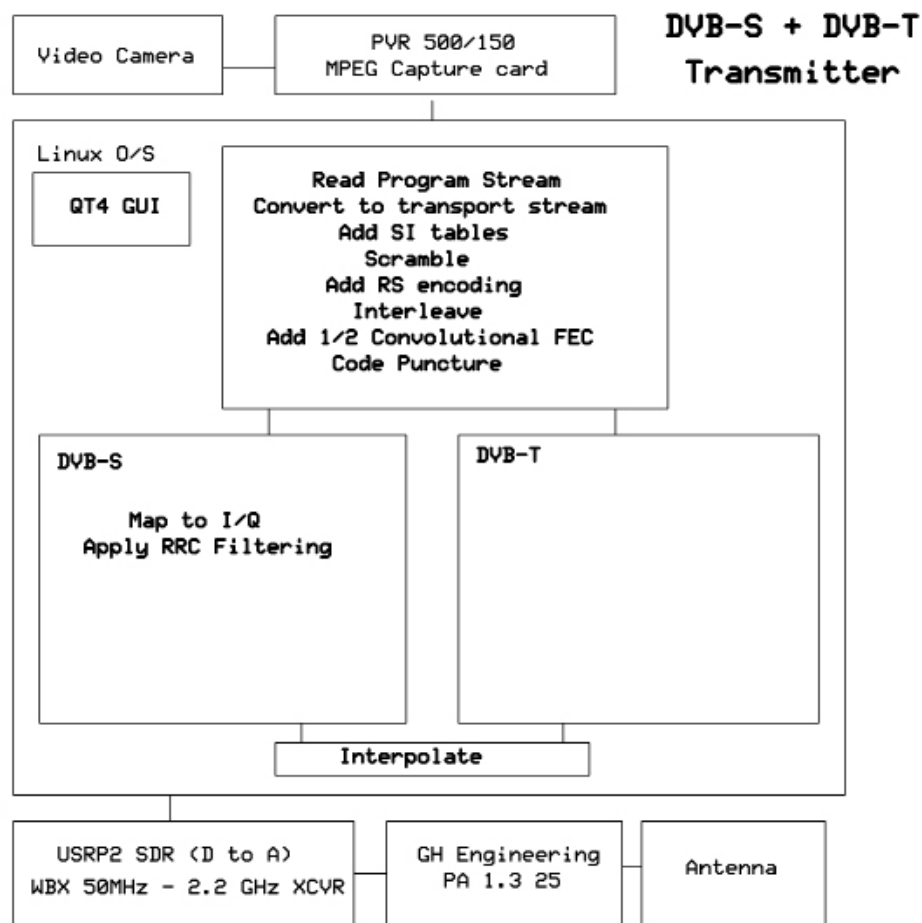 DVB-S + DVB-T
Transmitter
Video Camera
PVR 500/150
MPEG Capture card
Linux O/S
QT4 GUI
Read Program Stream
Convert to transport stream
Add SI tables
Scramble
Add RS encoding
Interleave
Add 1/2 Convolutional FEC
Code Puncture
DVB-S
Map to I/Q
Apply RRC Filtering
DVB-T
Interpolate
USRP2 SDR (D to A)
WBX 50MHz - 2.2 GHz XCVR
GH Engineering
PA 1.3 25
Antenna